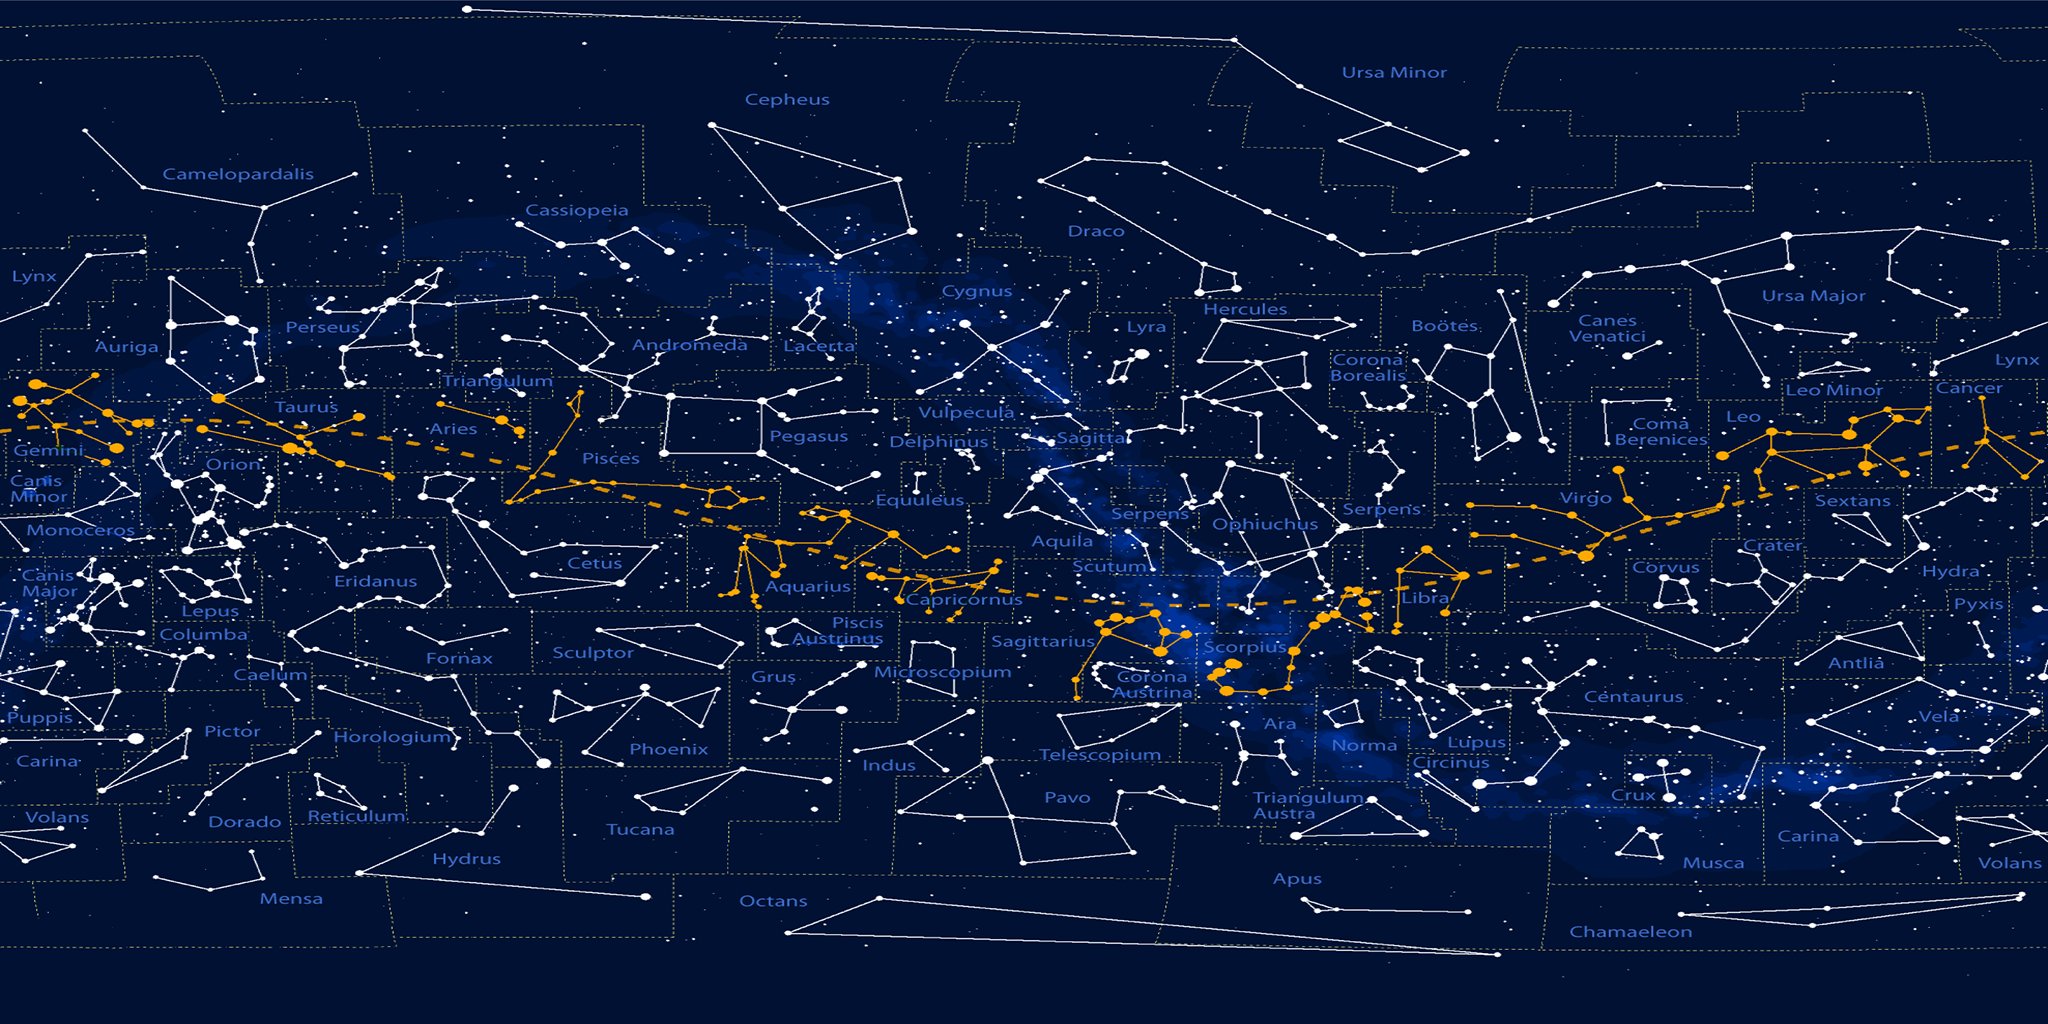 Ursa Minor
Cepheus
Camelopardalis
Cassiopeia
Draco
Lynx
Cygnus
Ursa Major
Hercules
Perseus
Lyra
Boötes
Canes
Venatici
Auriga
Andromeda
Lacerta
Corona
Borealis
Lynx
Triangulum
Leo Minor
Cancer
Taurus
Vulpecula
Leo
Aries
Pegasus
Delphinus
Sagitta
Coma
Berenices
Gemini
Orion
Pisces
Canis
Minor
Equuleus
Virgo
Sextans
Serpens
Ophiuchus
Serpens
Monoceros
Aquila
Crater
Cetus
Scutum
Corvus
Hydra
Canis
Major
Eridanus
Aquarius
Capricornus
Libra
Pyxis
Lepus
Columba
Piscis
Austrinus
Sagittarius
Scorpius
Fornax
Sculptor
Antlia
Caelum
Grus
Microscopium
Corona
Austrina
Centaurus
Puppis
Ara
Vela
Pictor
Horologium
Phoenix
Telescopium
Norma
Lupus
Carina
Indus
Circinus
Pavo
Triangulum
Austra
Crux
Volans
Dorado
Reticulum
Tucana
Carina
Hydrus
Musca
Volans
Mensa
Octans
Apus
Chamaeleon